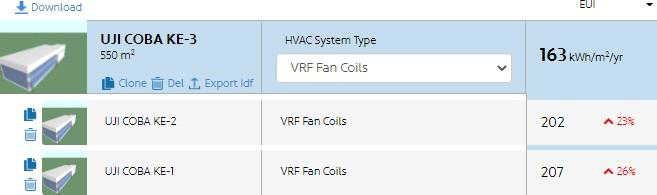 Download
EUI
UJI COBA KE-3
550 m²
HVAC System Type
VRF Fan Coils
163 kWh/m²/yr
Clone Del Export Idf
UJI COBA KE-2
VRF Fan Coils
202
23%
UJI COBA KE-1
VRF Fan Coils
207
26%